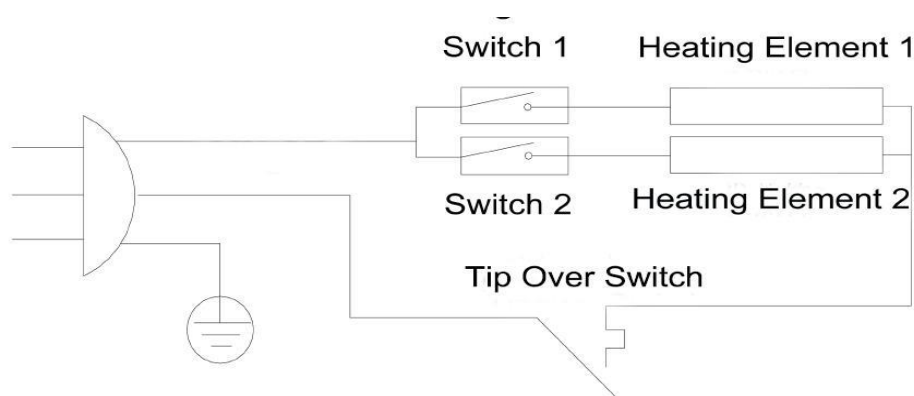 Switch 1
Heating Element 1
Switch 2
Heating Element 2
Tip Over Switch